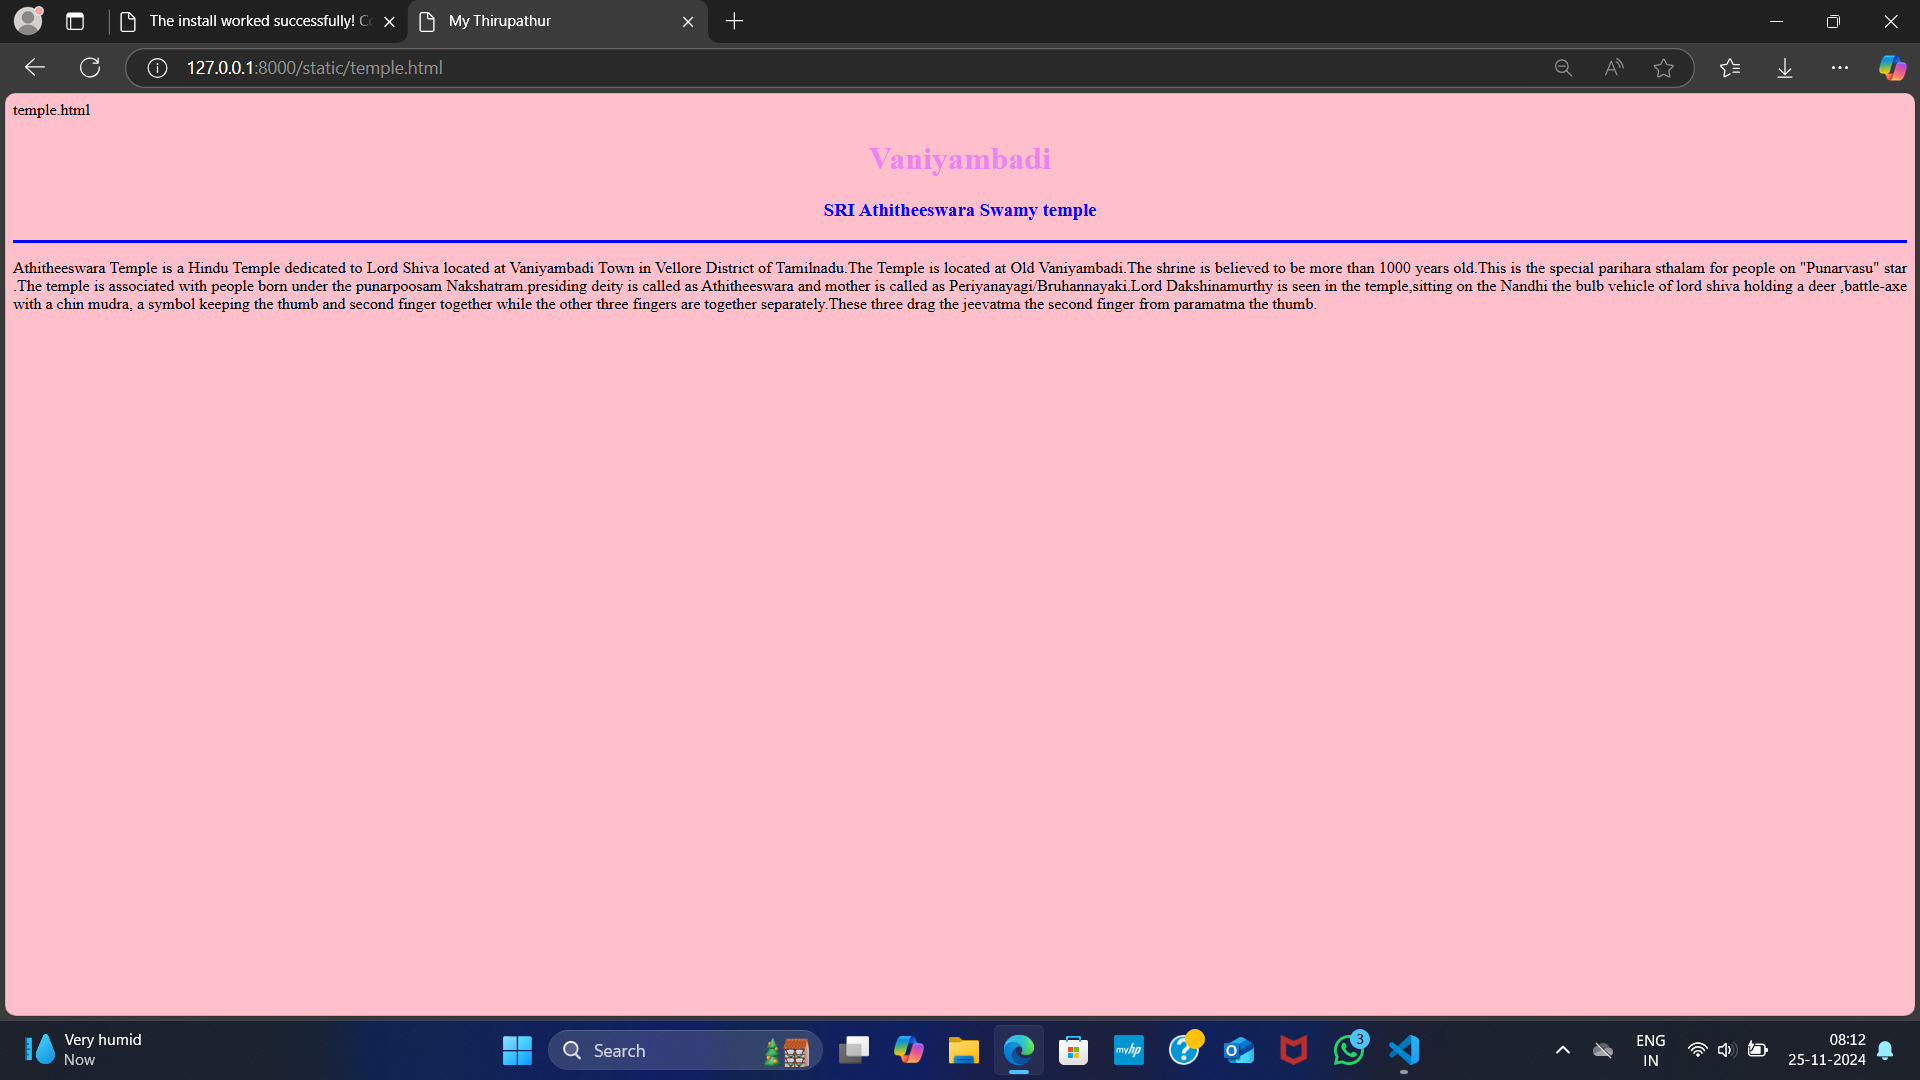 The install worked successfully! Co
My Thirupathur
127.0.0.1:8000/static/temple.html
temple.html
Vaniyambadi
SRI Athitheeswara Swamy temple
Athitheeswara Temple is a Hindu Temple dedicated to Lord Shiva located at Vaniyambadi Town in Vellore District of Tamilnadu.The Temple is located at Old Vaniyambadi.The shrine is believed to be more than 1000 years old.This is the special parihara sthalam for people on "Punarvasu" star
.The temple is associated with people born under the punarpoosam Nakshatram.presiding deity is called as Athitheeswara and mother is called as Periyanayagi/Bruhannayaki.Lord Dakshinamurthy is seen in the temple,sitting on the Nandhi the bulb vehicle of lord shiva holding a deer ,battle-axe
with a chin mudra, a symbol keeping the thumb and second finger together while the other three fingers are together separately.These three drag the jeevatma the second finger from paramatma the thumb.
Very humid
Now
Search
myhp
3
ENG
IN
08:12
25-11-2024